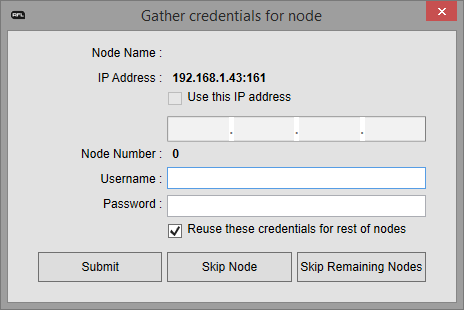 AFL Gather credentials for node
Node Name :
IP Address : 192.168.1.43:161
Use this IP address
. . .
Node Number : 0
Username :
Password :
Reuse these credentials for rest of nodes
Submit Skip Node Skip Remaining Nodes